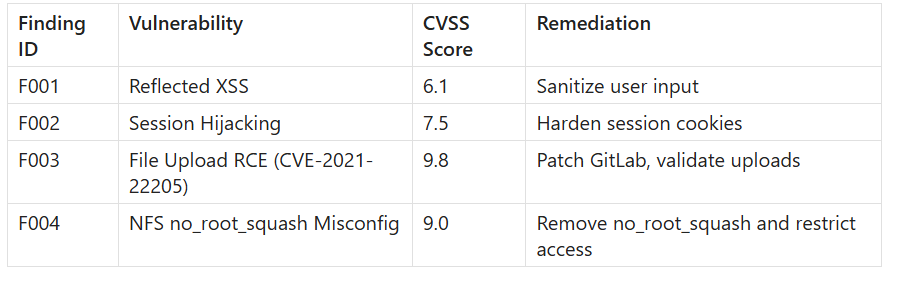 Finding ID Vulnerability CVSS Score Remediation
F001 Reflected XSS 6.1 Sanitize user input
F002 Session Hijacking 7.5 Harden session cookies
F003 File Upload RCE (CVE-2021-22205) 9.8 Patch GitLab, validate uploads
F004 NFS no_root_squash Misconfig 9.0 Remove no_root_squash and restrict access